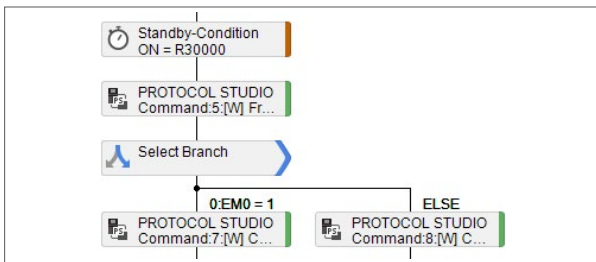 Standby-Condition
ON = R30000
PROTOCOL STUDIO
Command:5:[W] Fr...
Select Branch
0:EM0 = 1
ELSE
PROTOCOL STUDIO
Command:7:[W] C...
PROTOCOL STUDIO
Command:8:[W] C...